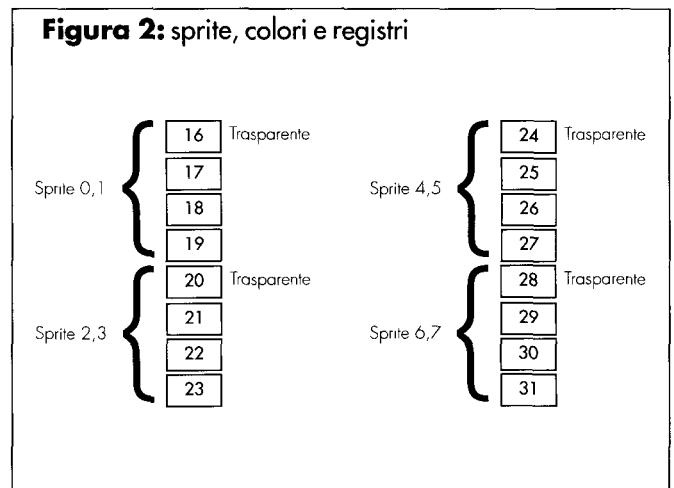 Figura 2: sprite, colori e registri
Sprite 0,1
16 Trasparente
17
18
19
Sprite 2,3
20 Trasparente
21
22
23
Sprite 4,5
24 Trasparente
25
26
27
Sprite 6,7
28 Trasparente
29
30
31